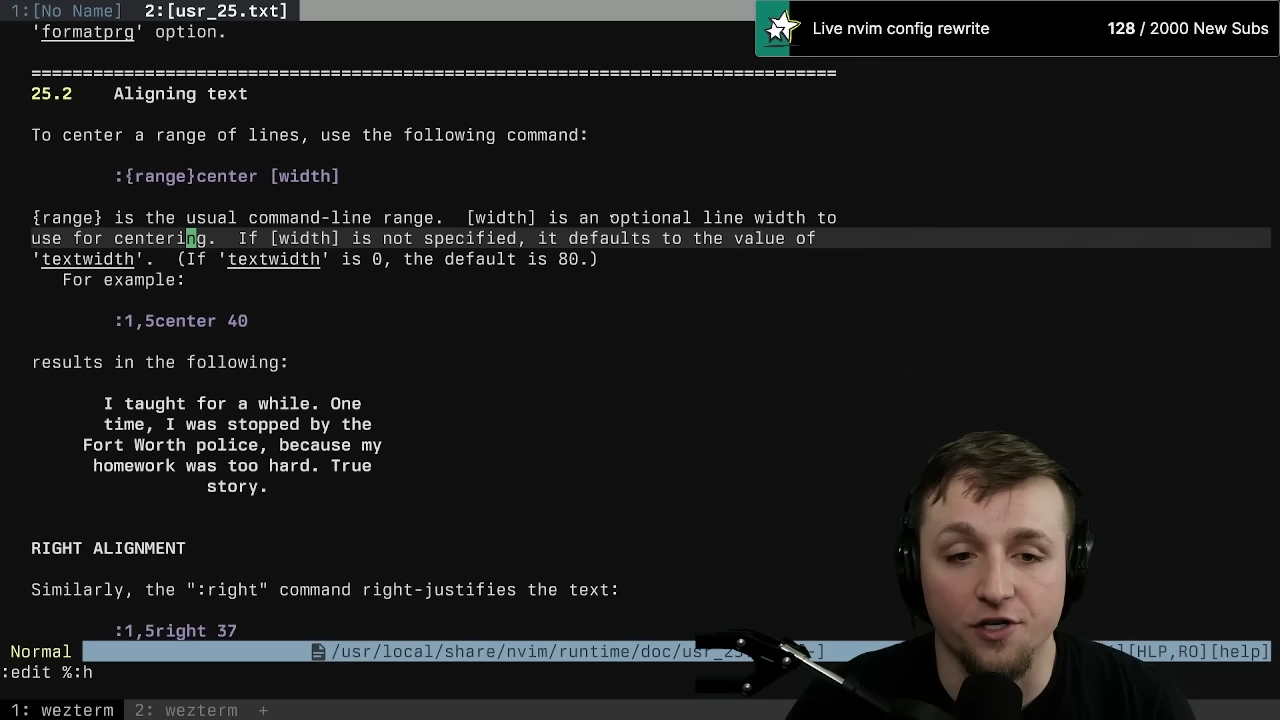 1:[No Name]  2:[usr_25.txt]
Live nvim config rewrite
128 / 2000 New Subs
'formatprg' option.
==============================================================================
25.2    Aligning text
To center a range of lines, use the following command:
:{range}center [width]
{range} is the usual command-line range.  [width] is an optional line width to
use for centering.  If [width] is not specified, it defaults to the value of
'textwidth'.  (If 'textwidth' is 0, the default is 80.)
For example:
:1,5center 40
results in the following:
I taught for a while. One
time, I was stopped by the
Fort Worth police, because my
homework was too hard. True
story.
RIGHT ALIGNMENT
Similarly, the ":right" command right-justifies the text:
:1,5right 37
Normal /usr/local/share/nvim/runtime/doc/usr_25 [HLP,RO][help]
:edit %:h
1: wezterm  2: wezterm  +